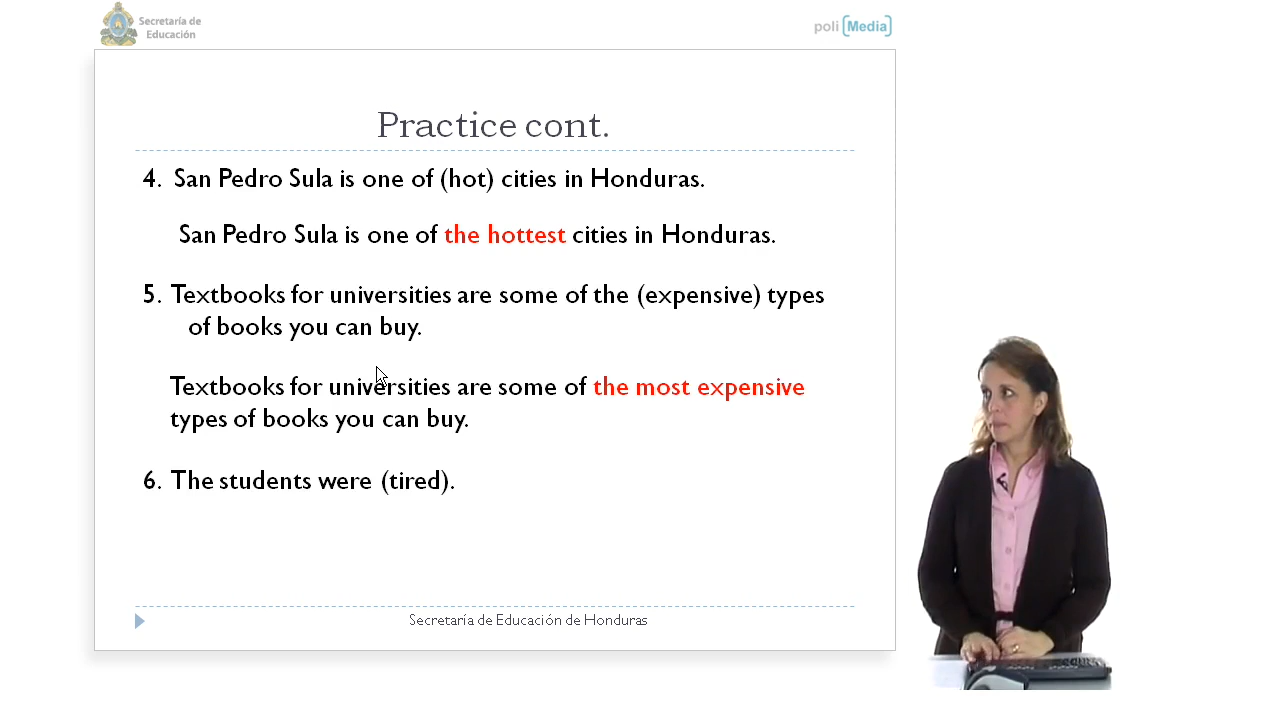 Secretaría de
Educación
poli [Media]
Practice cont.
4. San Pedro Sula is one of (hot) cities in Honduras.
San Pedro Sula is one of the hottest cities in Honduras.
5. Textbooks for universities are some of the (expensive) types
of books you can buy.
Textbooks for universities are some of the most expensive
types of books you can buy.
6. The students were (tired).
Secretaría de Educación de Honduras